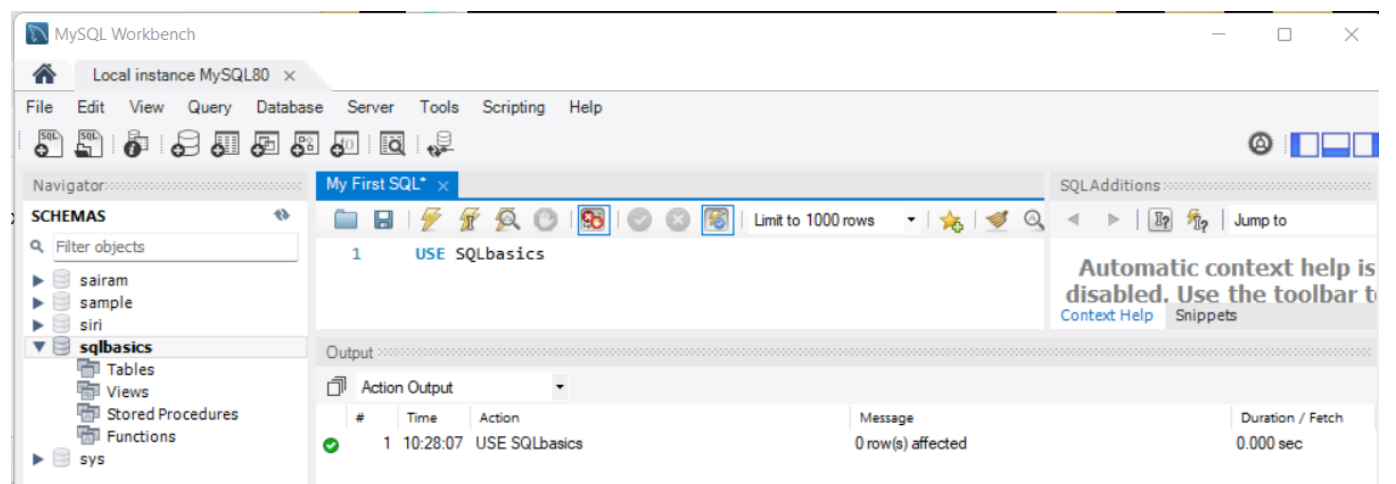 MySQL Workbench
Local instance MySQL80
File Edit View Query Database Server Tools Scripting Help
Navigator
SCHEMAS
Filter objects
sairam
sample
siri
sqlbasics
Tables
Views
Stored Procedures
Functions
sys
My First SQL*
Limit to 1000 rows
1 USE SQLbasics
SQLAdditions
Jump to
Automatic context help is
disabled. Use the toolbar
Context Help Snippets
Output
Action Output
# Time Action Message Duration / Fetch
1 10:28:07 USE SQLbasics 0 row(s) affected 0.000 sec